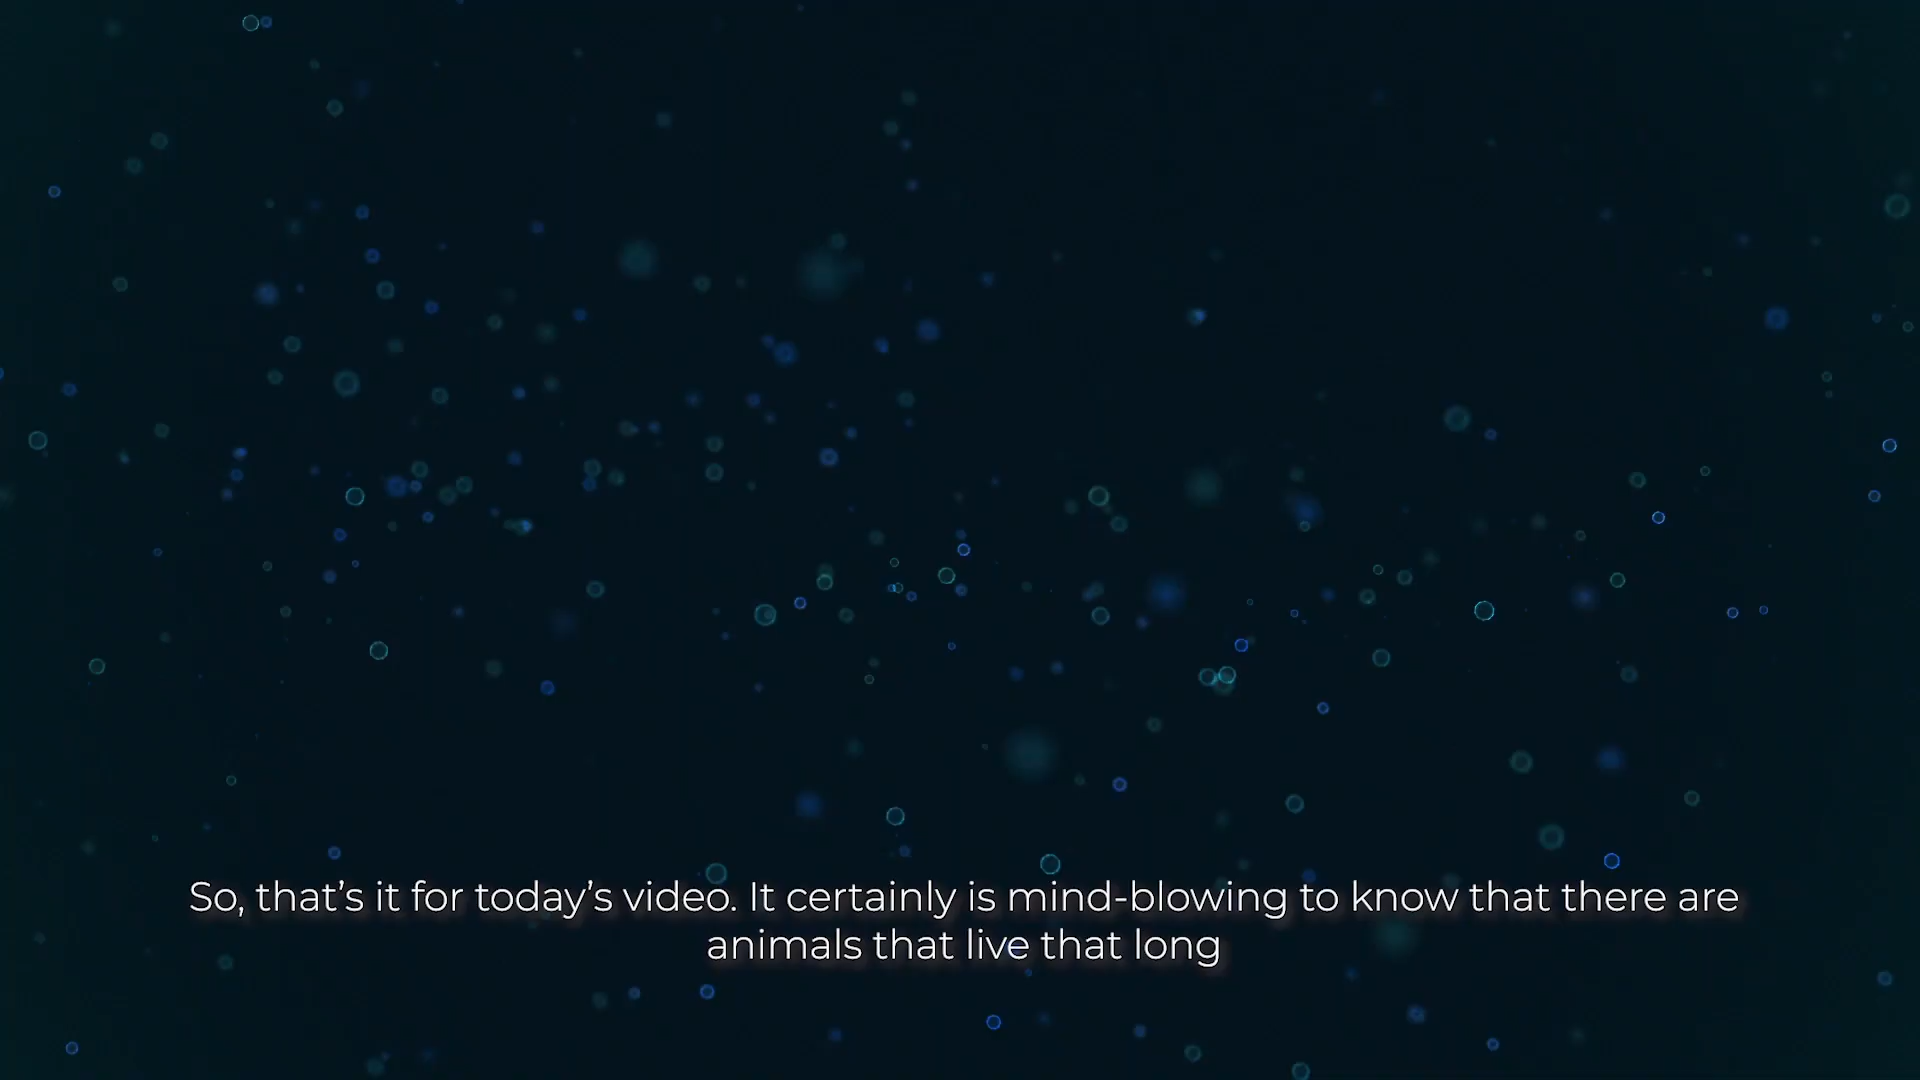 So, that’s it for today’s video. It certainly is mind-blowing to know that there are
animals that live that long